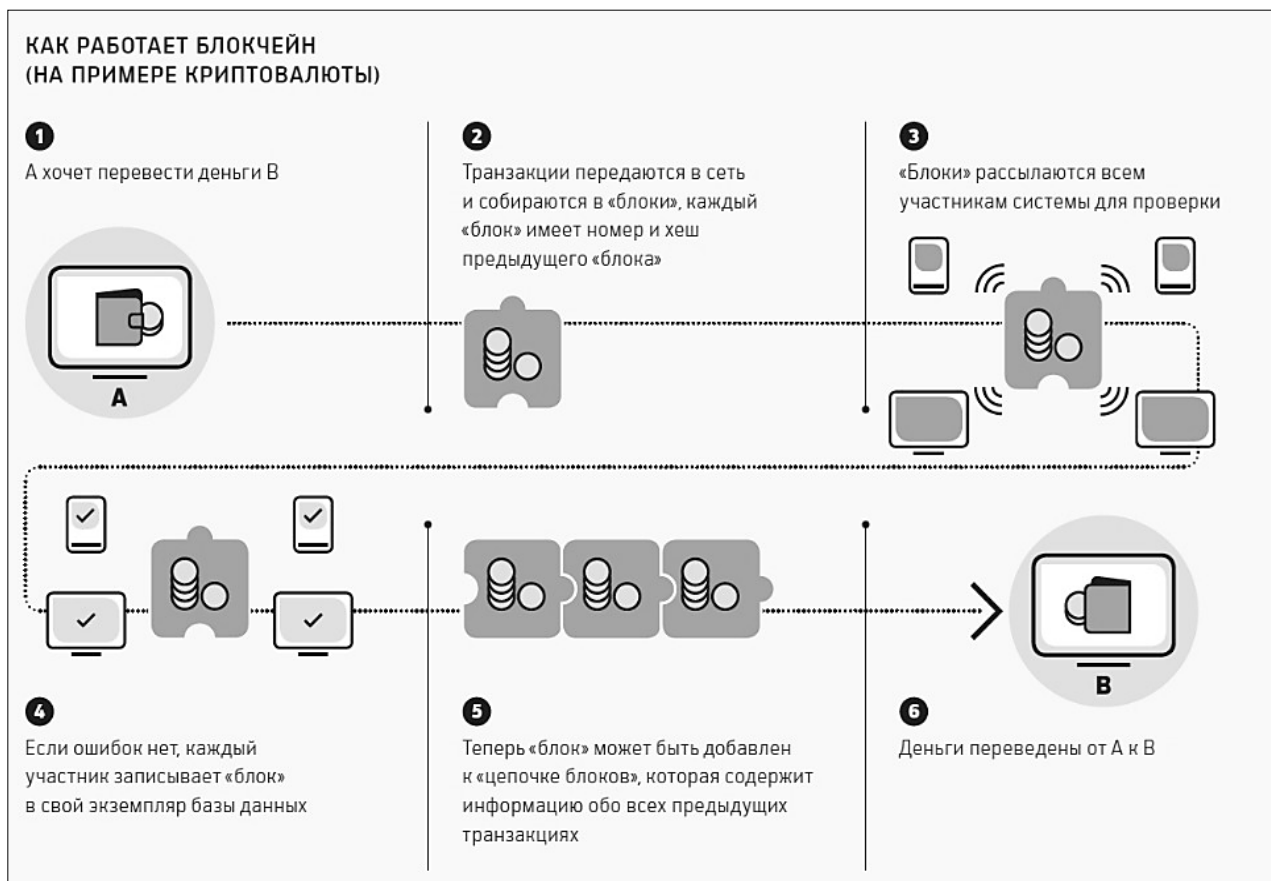 КАК РАБОТАЕТ БЛОКЧЕЙН
(НА ПРИМЕРЕ КРИПТОВАЛЮТЫ)
1
А хочет перевести деньги В
A
2
Транзакции передаются в сеть
и собираются в «блоки», каждый
«блок» имеет номер и хеш
предыдущего «блока»
3
«Блоки» рассылаются всем
участникам системы для проверки
4
Если ошибок нет, каждый
участник записывает «блок»
в свой экземпляр базы данных
5
Теперь «блок» может быть добавлен
к «цепочке блоков», которая содержит
информацию обо всех предыдущих
транзакциях
B
6
Деньги переведены от А к В